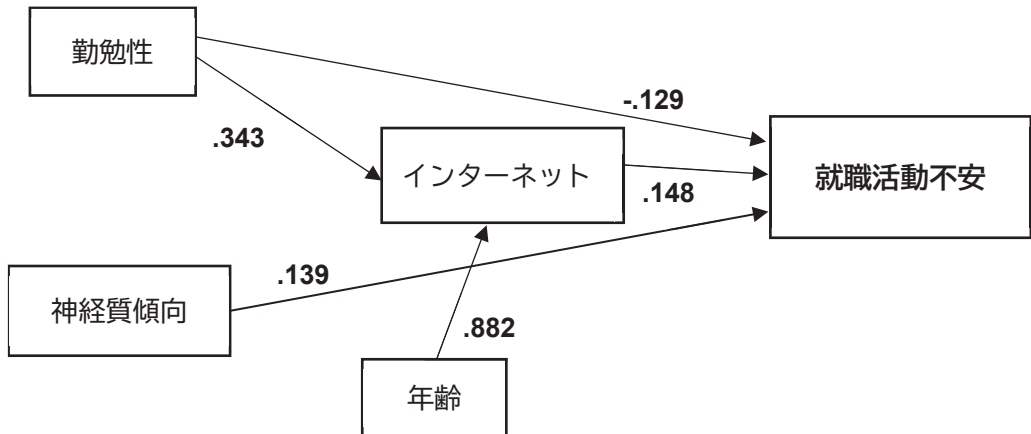 勤勉性
-.129
.343
インターネット
.148
就職活動不安
.139
神経質傾向
.882
年齢